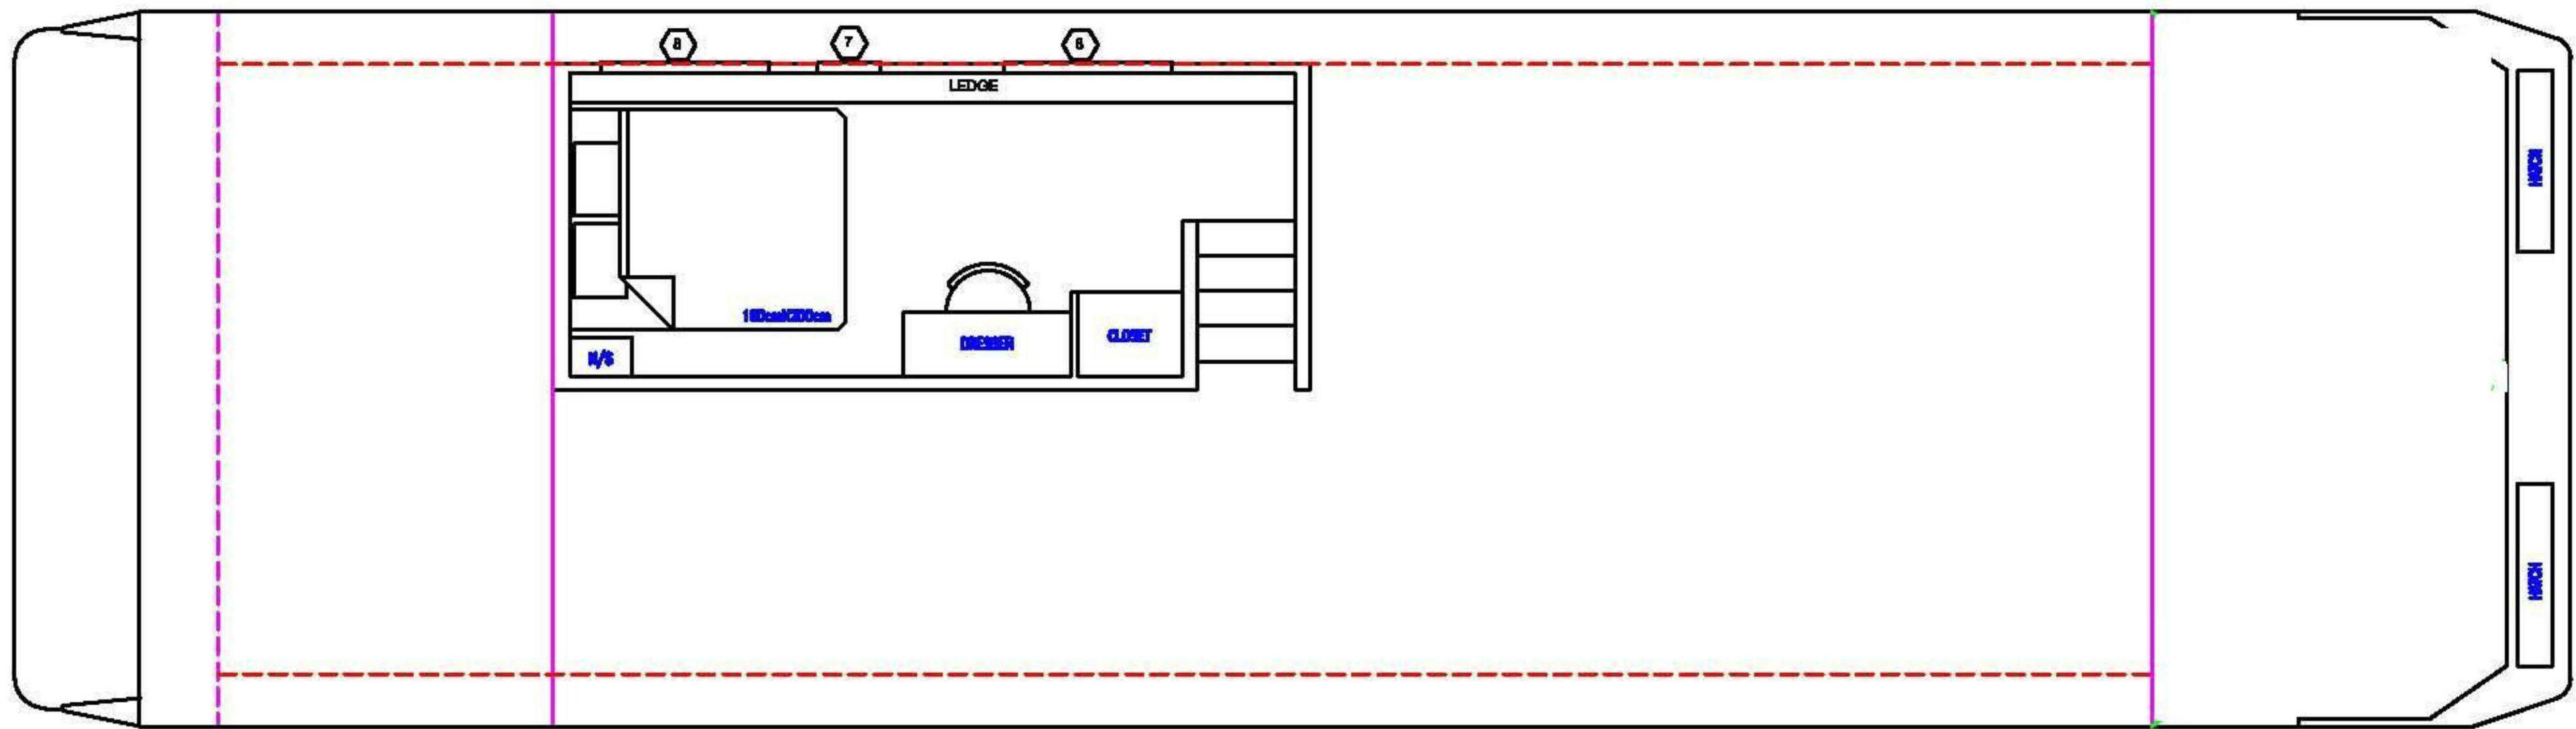 8
7
6
LEDGE
HATCH
DRESSER
CLOSET
N/S
HATCH